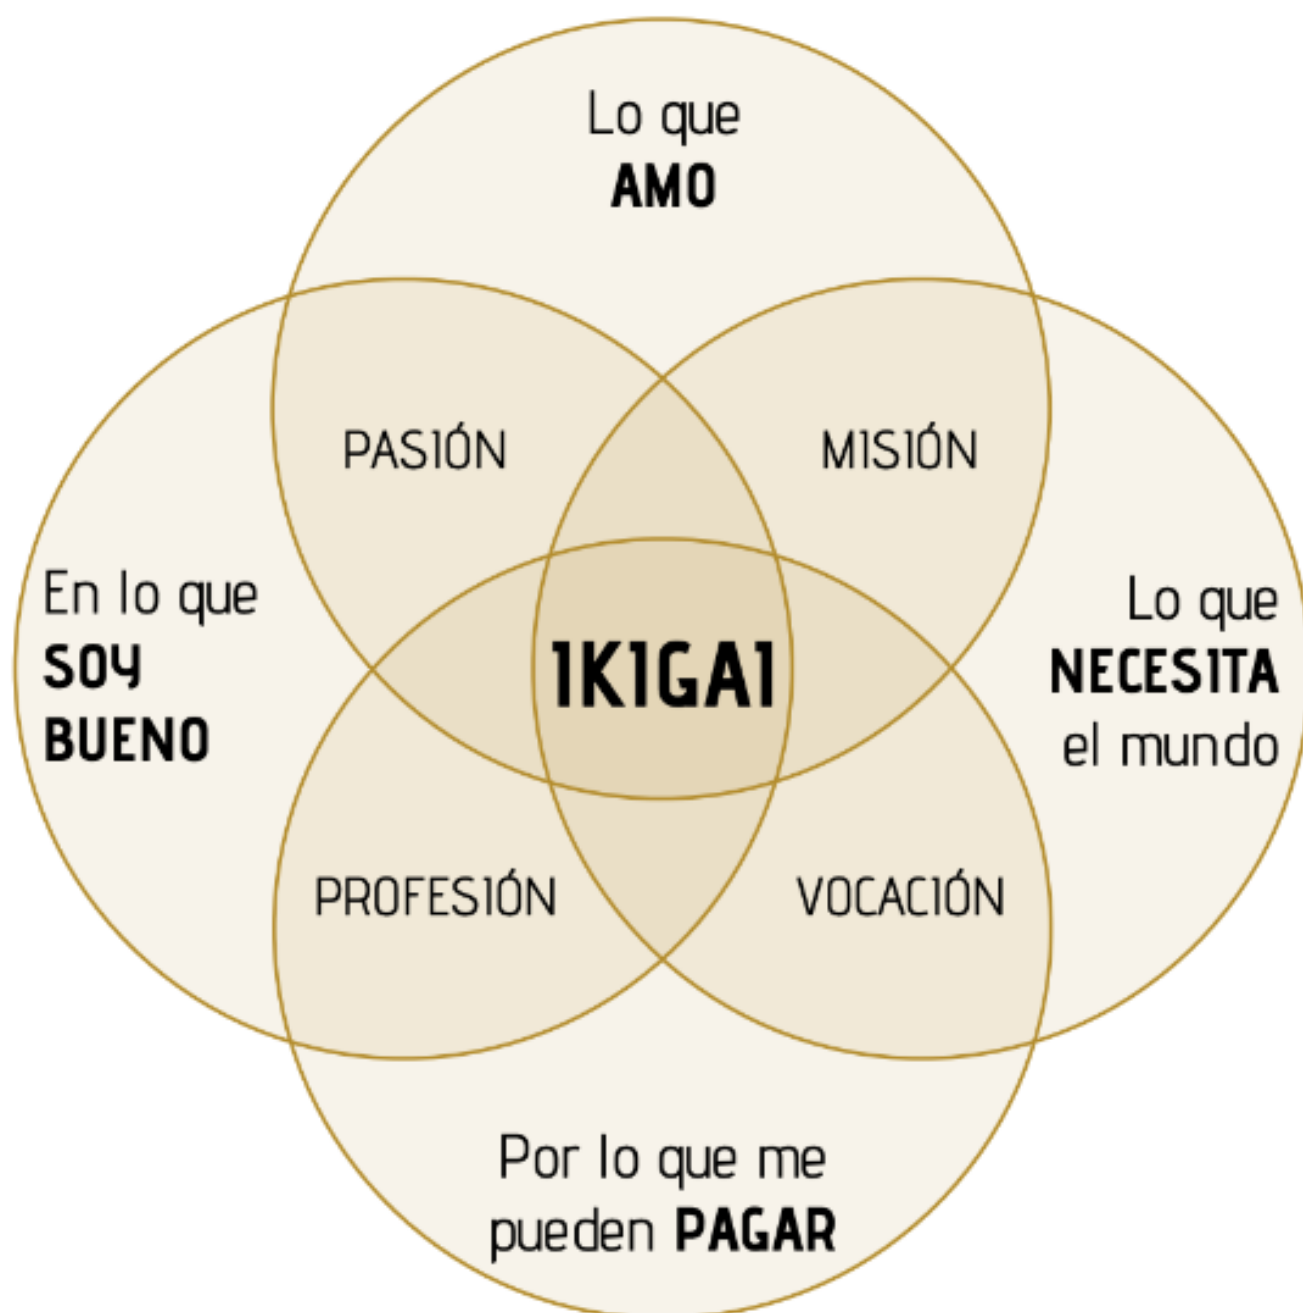 Lo que
AMO
PASIÓN
MISIÓN
En lo que
SOY
BUENO
IKIGAI
Lo que
NECESITA
el mundo
PROFESIÓN
VOCACIÓN
Por lo que me
pueden PAGAR